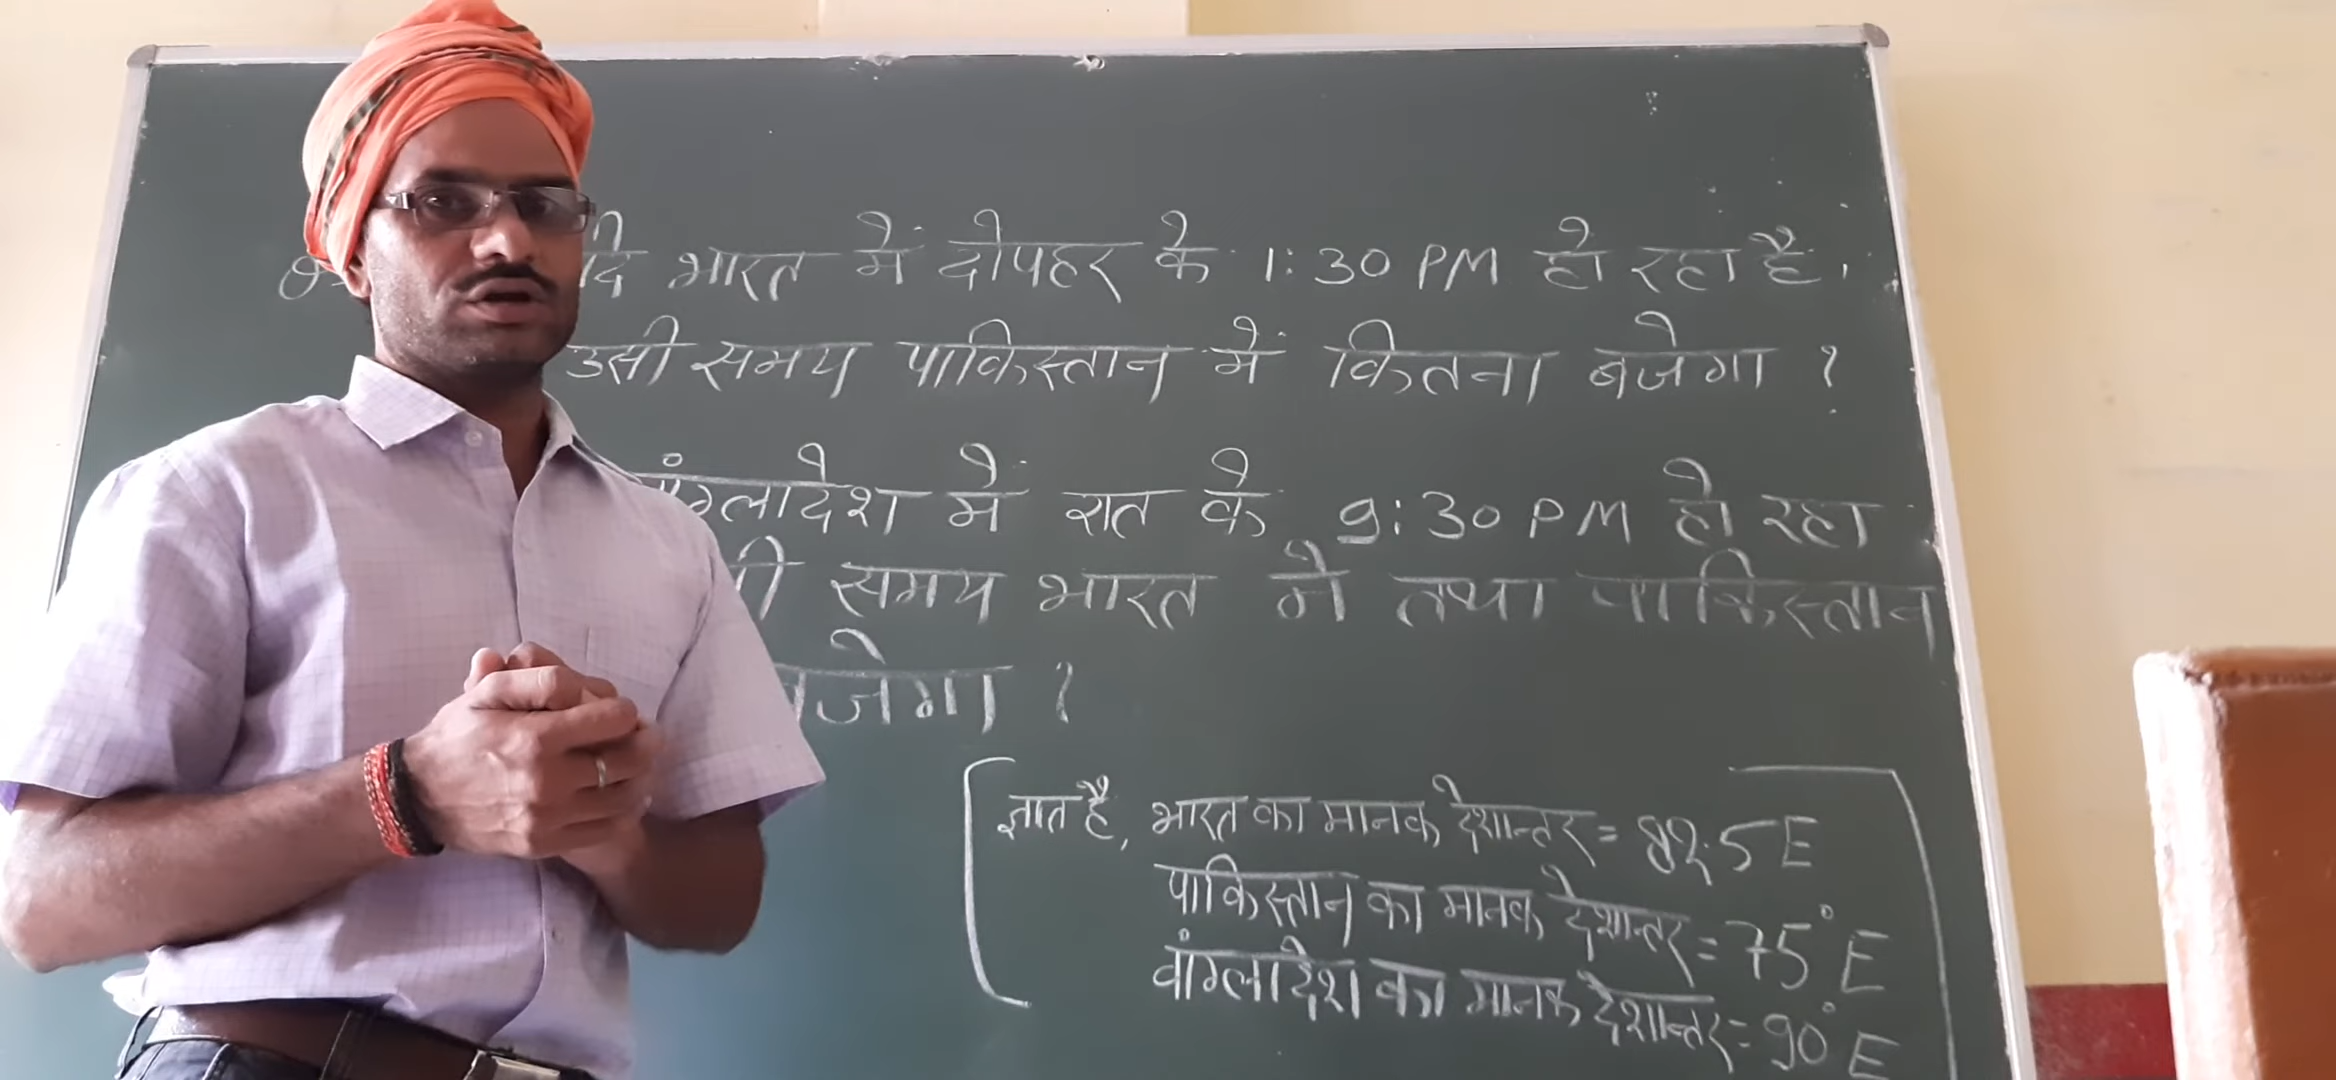 भारत में दोपहर के 1:30 PM हो रहा है,
उसी समय पाकिस्तान में कितना बजेगा ?
में रात के 9:30 PM हो रहा
समय भारत में तथा पाकिस्तान
?
ज्ञात है, भारत का मानक देशान्तर = 82.5 E
पाकिस्तान का मानक देशान्तर = 75° E
बांग्लादेश का मानक देशान्तर = 90° E